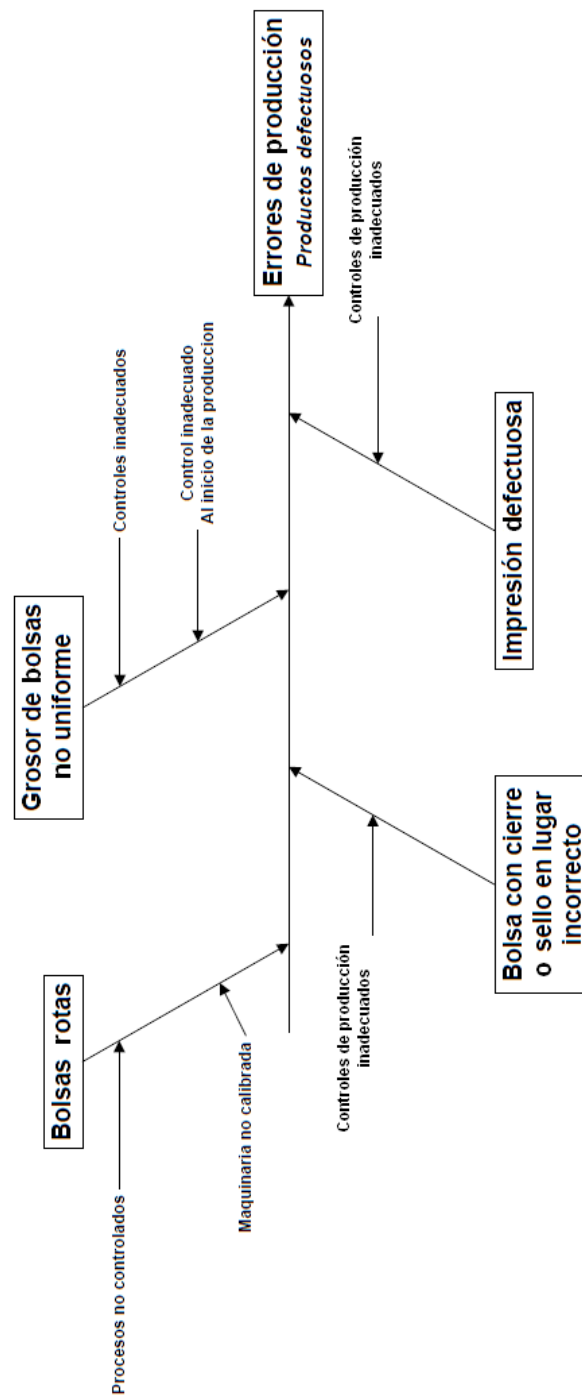 Bolsas rotas
Procesos no controlados
Maquinaria no calibrada
Grosor de bolsas
no uniforme
Controles inadecuados
Control inadecuado
Al inicio de la produccion
Errores de producción
Productos defectuosos
Bolsa con cierre
o sello en lugar
incorrecto
Controles de producción
inadecuados
Impresión defectuosa
Controles de producción
inadecuados